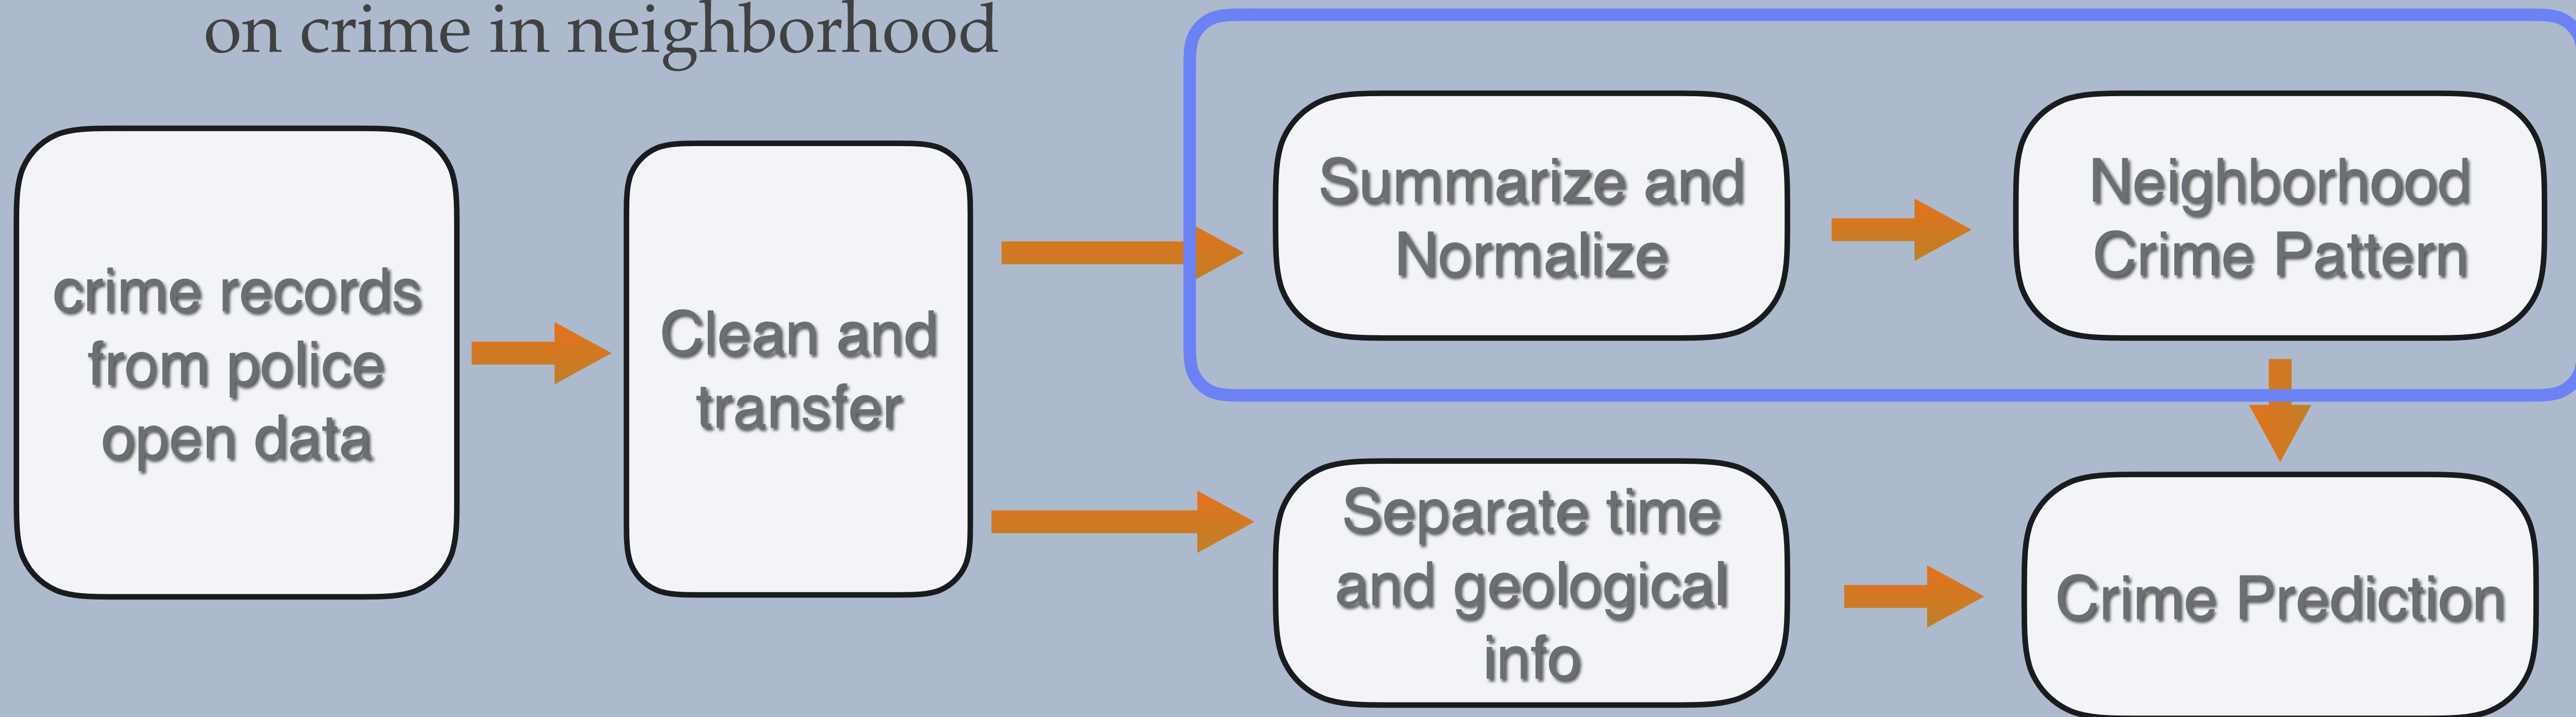 on crime in neighborhood
crime records
from police
open data
Clean and
transfer
Summarize and
Normalize
Neighborhood
Crime Pattern
Separate time
and geological
info
Crime Prediction